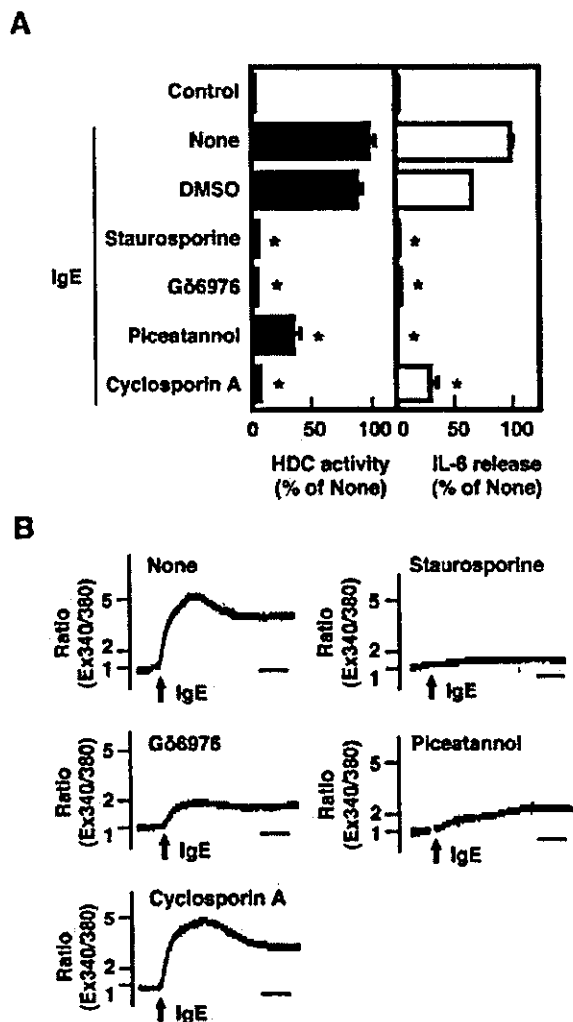 A
Control
None
DMSO
Staurosporine
Gö6976
Piceatannol
Cyclosporin A
IgE
*
*
*
*
*
*
*
*
0 50 100
0 50 100
HDC activity
(% of None)
IL-6 release
(% of None)
B
None
Ratio
(Ex340/380)
5
2
1
IgE
Staurosporine
Ratio
(Ex340/380)
5
2
1
IgE
Gö6976
Ratio
(Ex340/380)
5
2
1
IgE
Piceatannol
Ratio
(Ex340/380)
5
2
1
IgE
Cyclosporin A
Ratio
(Ex340/380)
5
2
1
IgE